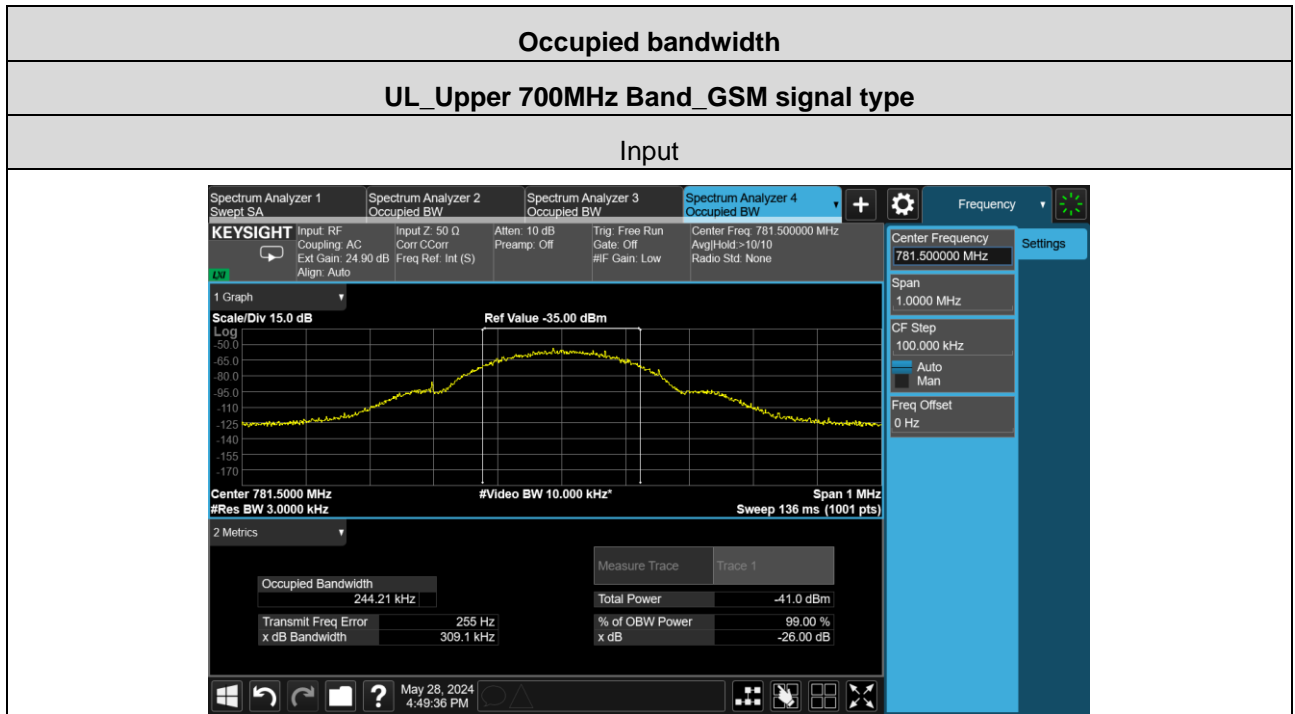 Occupied bandwidth
UL_Upper 700MHz Band_GSM signal type
Input
Spectrum Analyzer 1
Swept SA
Spectrum Analyzer 2
Occupied BW
Spectrum Analyzer 3
Occupied BW
Spectrum Analyzer 4
Occupied BW
+
Frequency
KEYSIGHT
LXI
Input: RF
Coupling: AC
Ext Gain: 24.90 dB
Align: Auto
Input Z: 50 Ω
Corr CCorr
Freq Ref: Int (S)
Atten: 10 dB
Preamp: Off
Trig: Free Run
Gate: Off
#IF Gain: Low
Center Freq: 781.500000 MHz
Avg|Hold:>10/10
Radio Std: None
Center Frequency
781.500000 MHz
Settings
Span
1.0000 MHz
CF Step
100.000 kHz
Auto
Man
Freq Offset
0 Hz
1 Graph
Scale/Div 15.0 dB
Ref Value -35.00 dBm
Log
-50.0
-65.0
-80.0
-95.0
-110
-125
-140
-155
-170
Center 781.5000 MHz
#Video BW 10.000 kHz*
Span 1 MHz
#Res BW 3.0000 kHz
Sweep 136 ms (1001 pts)
2 Metrics
Measure Trace Trace 1
Occupied Bandwidth
244.21 kHz
Total Power -41.0 dBm
Transmit Freq Error 255 Hz
% of OBW Power 99.00 %
x dB Bandwidth 309.1 kHz
x dB -26.00 dB
?
May 28, 2024
4:49:36 PM